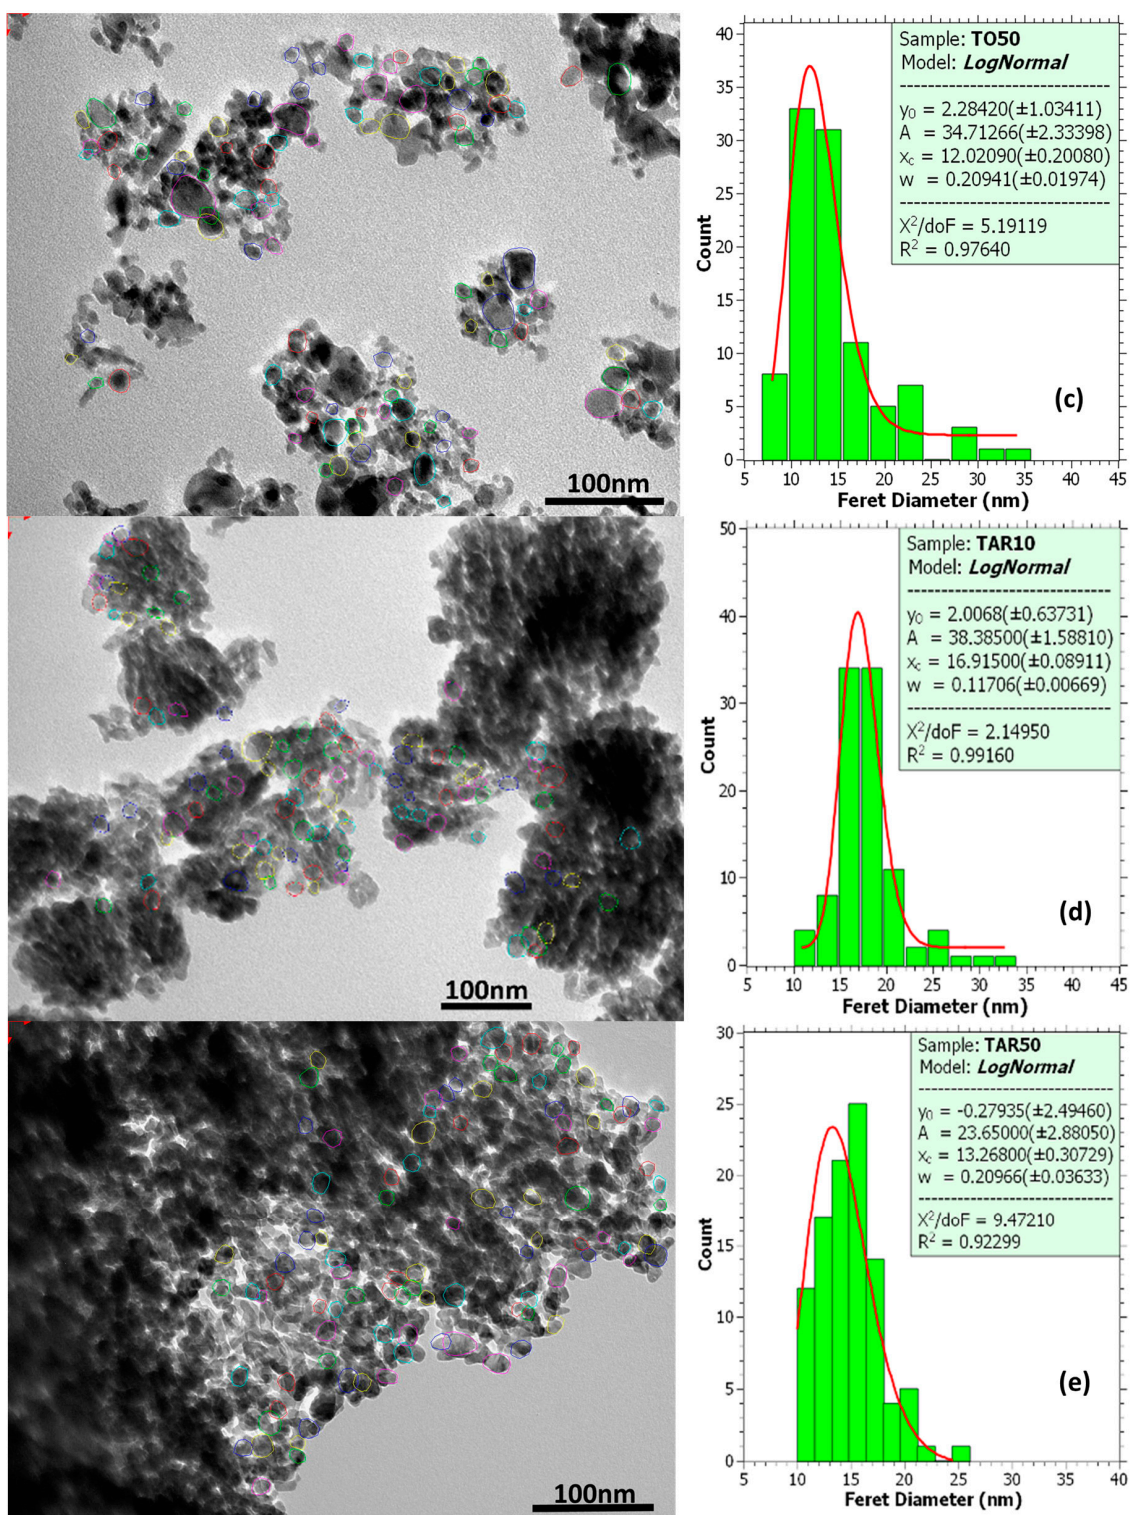 40
35
30
25
20
15
10
5
0
Count
Sample: TO50
Model: LogNormal
---------------------------------
y₀ = 2.28420(±1.03411)
A = 34.71266(±2.33398)
x꜀ = 12.02090(±0.20080)
w = 0.20941(±0.01974)
---------------------------------
X²/doF = 5.19119
R² = 0.97640
(c)
100nm
5 10 15 20 25 30 35 40 45
Feret Diameter (nm)
50
40
30
20
10
0
Count
Sample: TAR10
Model: LogNormal
---------------------------------
y₀ = 2.0068(±0.63731)
A = 38.38500(±1.58810)
x꜀ = 16.91500(±0.08911)
w = 0.11706(±0.00669)
---------------------------------
X²/doF = 2.14950
R² = 0.99160
(d)
100nm
5 10 15 20 25 30 35 40 45
Feret Diameter (nm)
30
25
20
15
10
5
0
Count
Sample: TAR50
Model: LogNormal
---------------------------------
y₀ = -0.27935(±2.49460)
A = 23.65000(±2.88050)
x꜀ = 13.26800(±0.30729)
w = 0.20966(±0.03633)
---------------------------------
X²/doF = 9.47210
R² = 0.92299
(e)
100nm
5 10 15 20 25 30 35 40
Feret Diameter (nm)